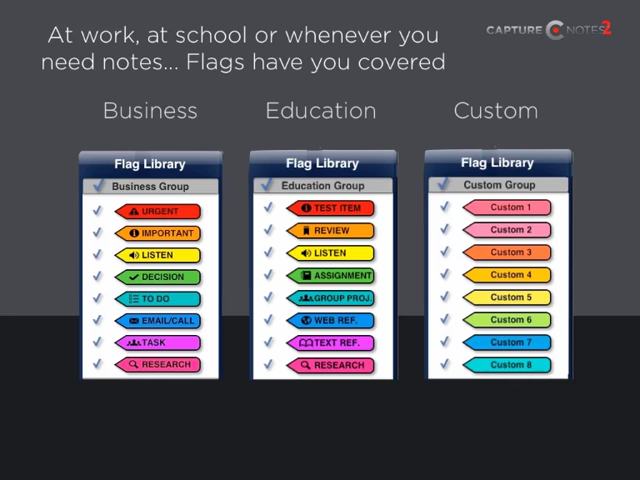 At work, at school or whenever you
need notes... Flags have you covered
CAPTURE NOTES 2
Business
Flag Library
Business Group
URGENT
IMPORTANT
LISTEN
DECISION
TO DO
EMAIL/CALL
TASK
RESEARCH
Education
Flag Library
Education Group
TEST ITEM
REVIEW
LISTEN
ASSIGNMENT
GROUP PROJ.
WEB REF.
TEXT REF.
RESEARCH
Custom
Flag Library
Custom Group
Custom 1
Custom 2
Custom 3
Custom 4
Custom 5
Custom 6
Custom 7
Custom 8